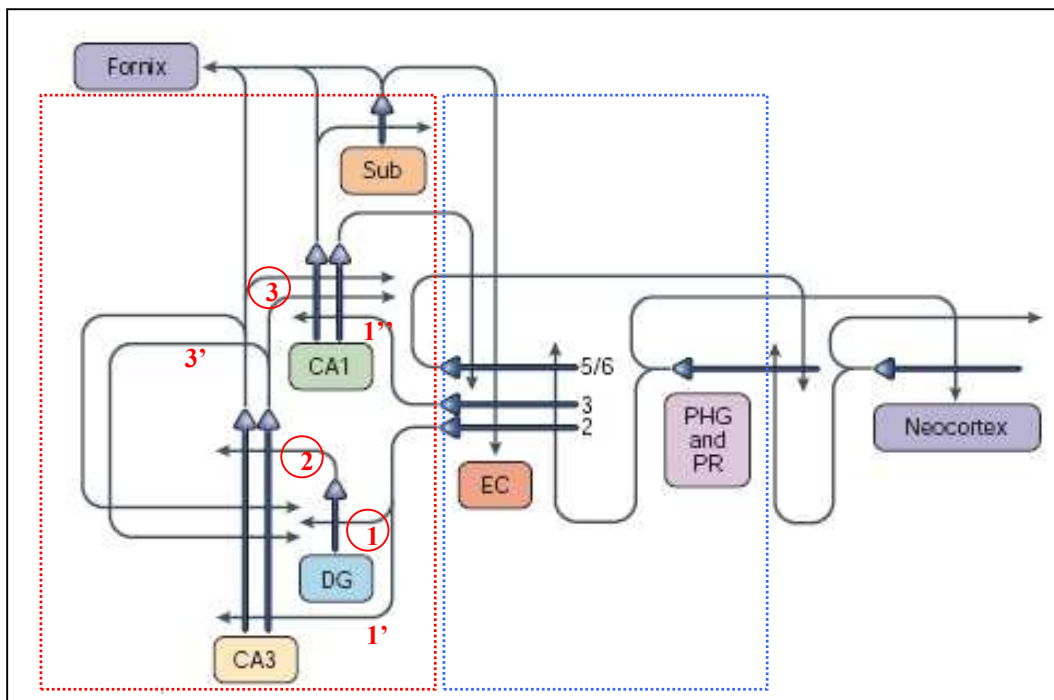 Fornix
Sub
3
1’’
3’
CA1
5/6
3
2
PHG
and
PR
Neocortex
2
EC
1
DG
1’
CA3